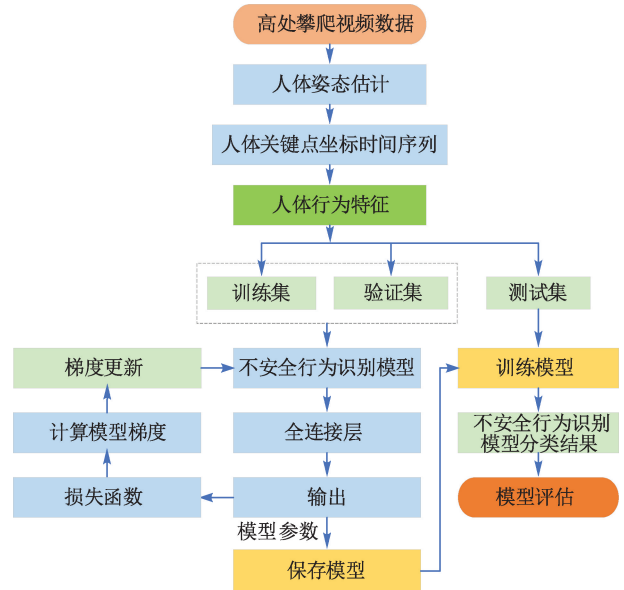 高处攀爬视频数据
人体姿态估计
人体关键点坐标时间序列
人体行为特征
训练集
验证集
测试集
梯度更新
不安全行为识别模型
训练模型
计算模型梯度
全连接层
不安全行为识别
模型分类结果
损失函数
输出
模型评估
模型参数
保存模型